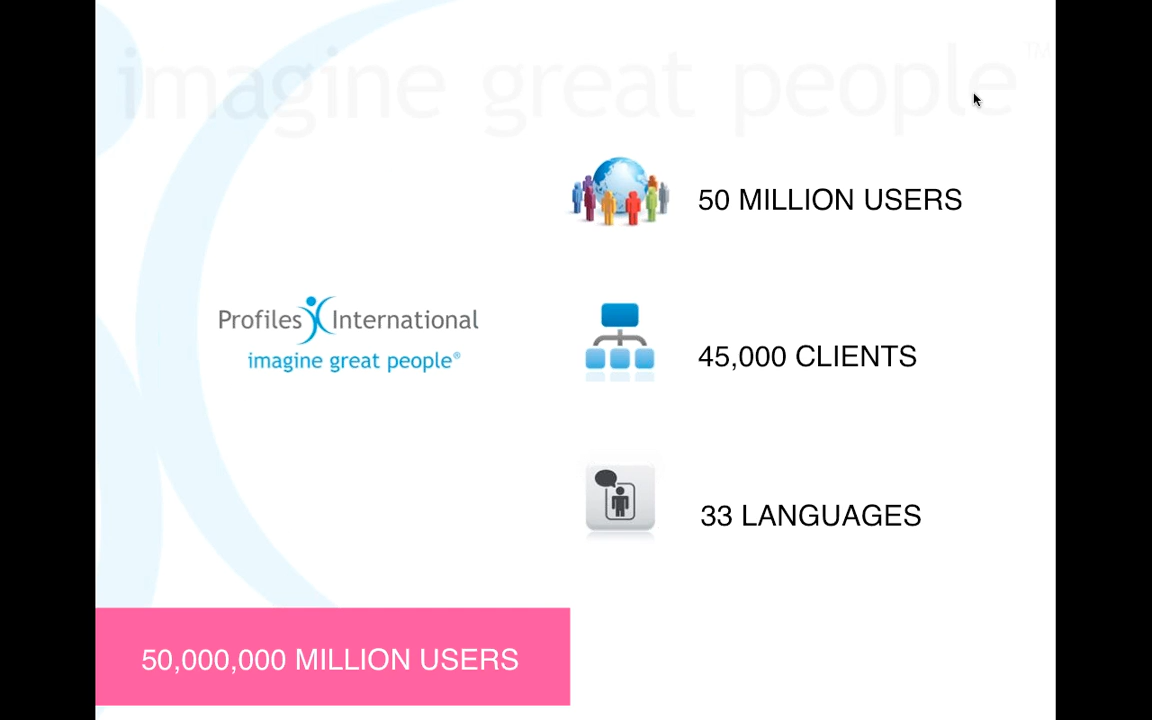 imagine great people™
50 MILLION USERS
Profiles International
imagine great people®
45,000 CLIENTS
33 LANGUAGES
50,000,000 MILLION USERS